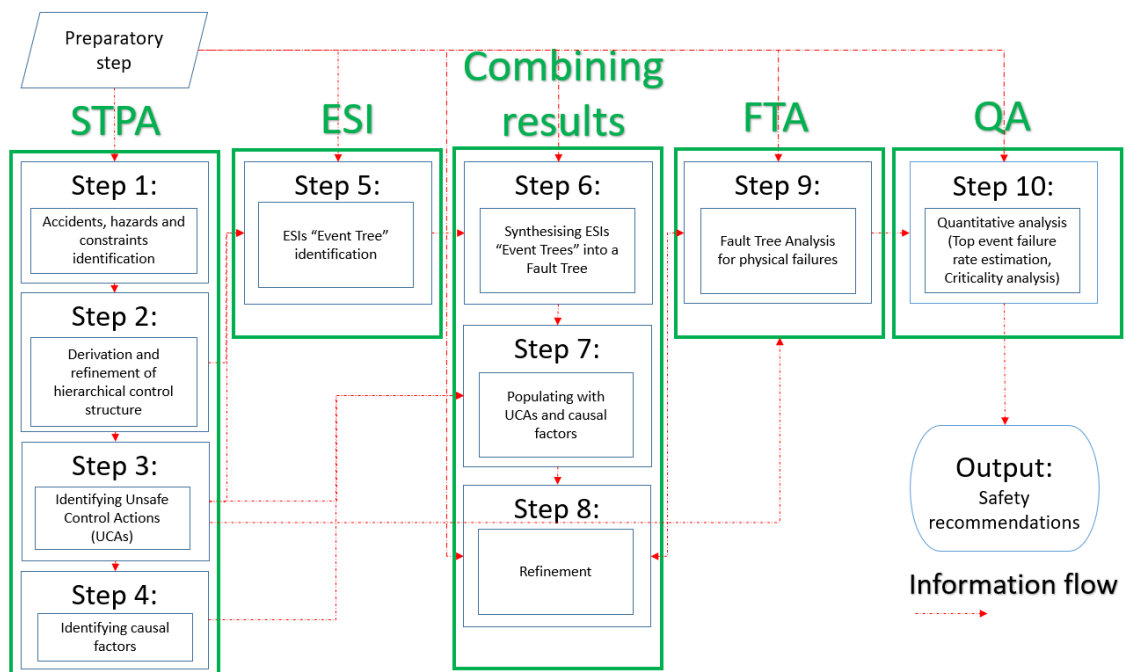 Preparatory
step
STPA
ESI
Combining
results
FTA
QA
Step 1:
Accidents, hazards and
constraints
identification
Step 2:
Derivation and
refinement of
hierarchical control
structure
Step 3:
Identifying Unsafe
Control Actions
(UCAs)
Step 4:
Identifying causal
factors
Step 5:
ESIs “Event Tree”
identification
Step 6:
Synthesising ESIs
“Event Trees” into a
Fault Tree
Step 7:
Populating with
UCAs and causal
factors
Step 8:
Refinement
Step 9:
Fault Tree Analysis
for physical failures
Step 10:
Quantitative analysis
(Top event failure
rate estimation,
Criticality analysis)
Output:
Safety
recommendations
Information flow